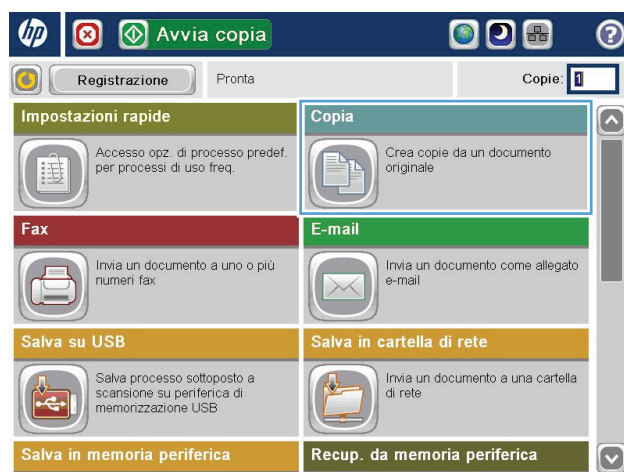 hp
Avvia copia
?
Registrazione
Pronta
Copie: 1
Impostazioni rapide
Accesso opz. di processo predef.
per processi di uso freq.
Copia
Crea copie da un documento
originale
Fax
Invia un documento a uno o più
numeri fax
E-mail
Invia un documento come allegato
e-mail
Salva su USB
Salva processo sottoposto a
scansione su periferica di
memorizzazione USB
Salva in cartella di rete
Invia un documento a una cartella
di rete
Salva in memoria periferica
Recup. da memoria periferica